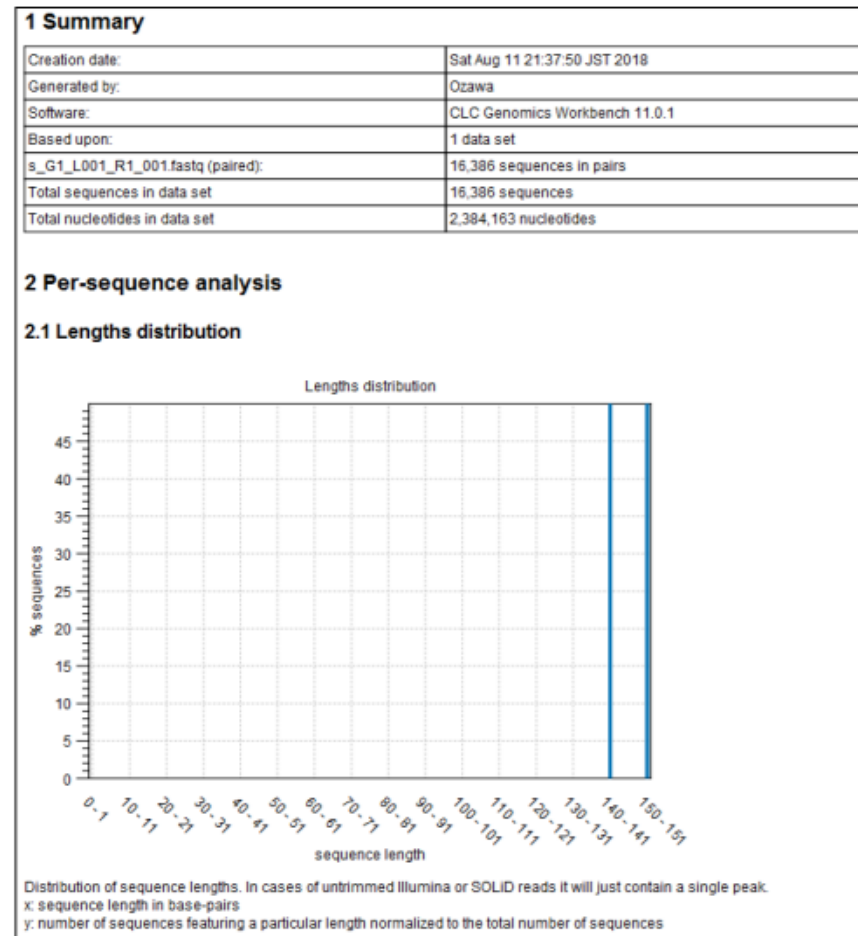 1 Summary
Creation date: Sat Aug 11 21:37:50 JST 2018
Generated by: Ozawa
Software: CLC Genomics Workbench 11.0.1
Based upon: 1 data set
s_G1_L001_R1_001.fastq (paired): 16,386 sequences in pairs
Total sequences in data set 16,386 sequences
Total nucleotides in data set 2,384,163 nucleotides
2 Per-sequence analysis
2.1 Lengths distribution
Lengths distribution
45
40
35
30
25
20
15
10
5
0
% sequences
0 - 1 10 - 11 20 - 21 30 - 31 40 - 41 50 - 51 60 - 61 70 - 71 80 - 81 90 - 91 100 - 101 110 - 111 120 - 121 130 - 131 140 - 141 150 - 151
sequence length
Distribution of sequence lengths. In cases of untrimmed Illumina or SOLiD reads it will just contain a single peak.
x: sequence length in base-pairs
y: number of sequences featuring a particular length normalized to the total number of sequences